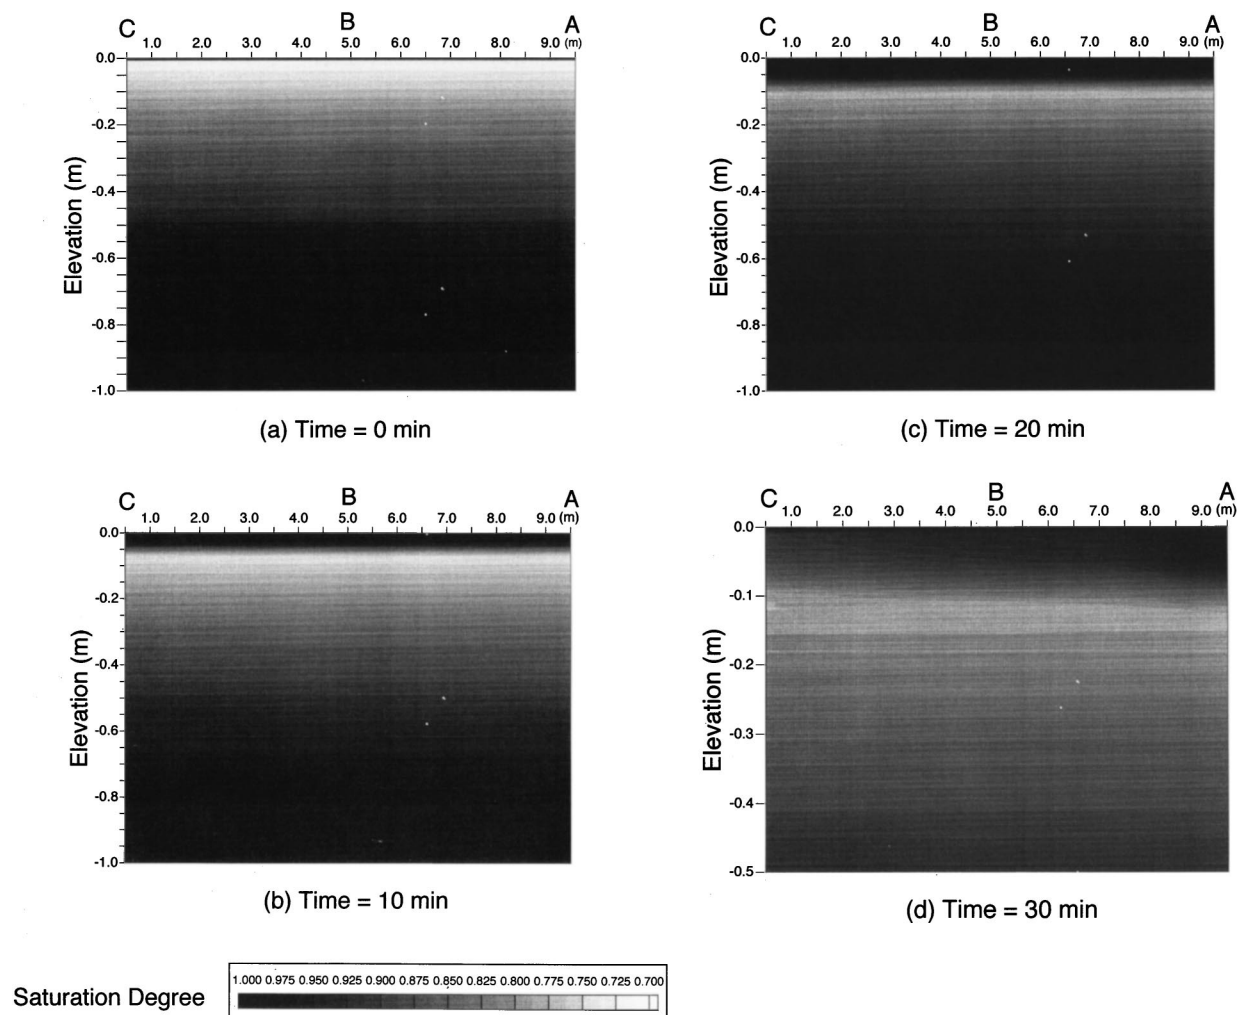 C B A
1.0 2.0 3.0 4.0 5.0 6.0 7.0 8.0 9.0 (m)
0.0
-0.2
-0.4
-0.6
-0.8
-1.0
Elevation (m)
(a) Time = 0 min
C B A
1.0 2.0 3.0 4.0 5.0 6.0 7.0 8.0 9.0 (m)
0.0
-0.2
-0.4
-0.6
-0.8
-1.0
Elevation (m)
(c) Time = 20 min
C B A
1.0 2.0 3.0 4.0 5.0 6.0 7.0 8.0 9.0 (m)
0.0
-0.2
-0.4
-0.6
-0.8
-1.0
Elevation (m)
(b) Time = 10 min
C B A
1.0 2.0 3.0 4.0 5.0 6.0 7.0 8.0 9.0 (m)
0.0
-0.1
-0.2
-0.3
-0.4
-0.5
Elevation (m)
(d) Time = 30 min
Saturation Degree
1.000 0.975 0.950 0.925 0.900 0.875 0.850 0.825 0.800 0.775 0.750 0.725 0.700